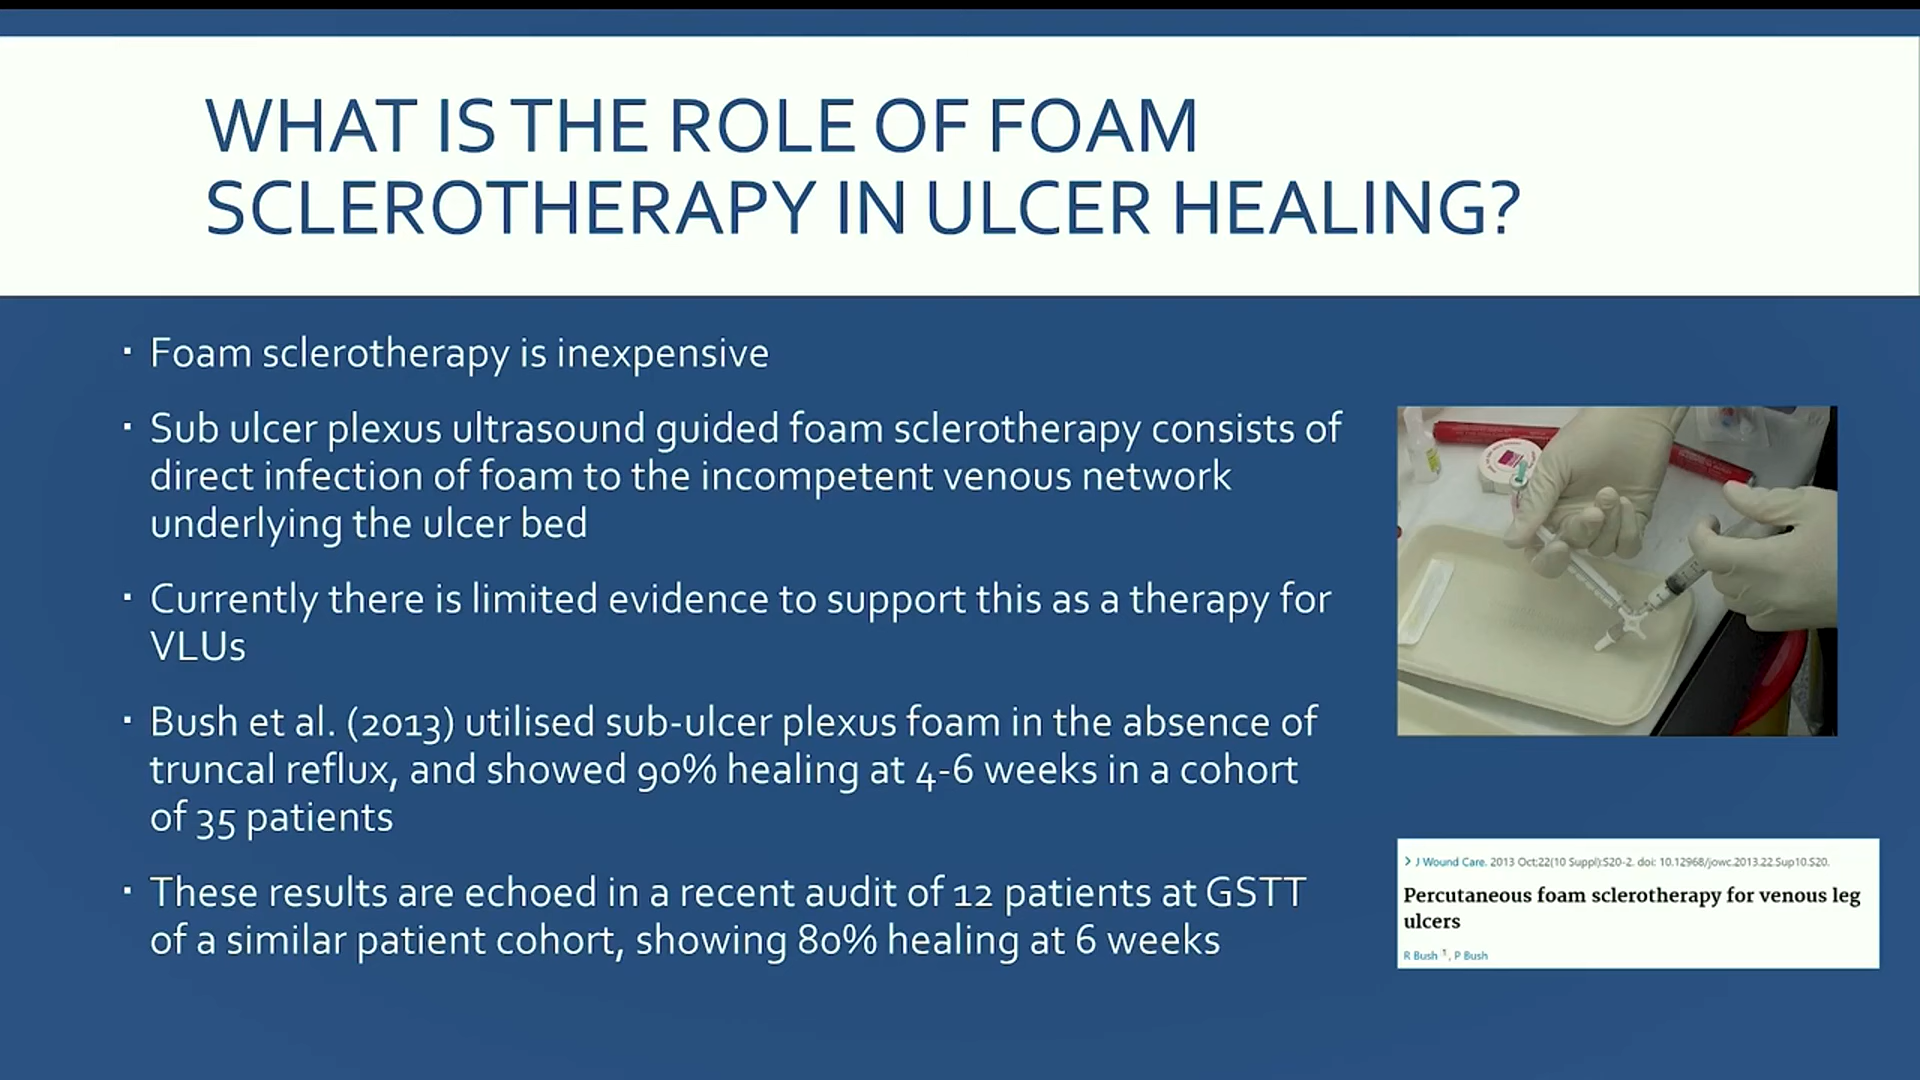 WHAT IS THE ROLE OF FOAM
SCLEROTHERAPY IN ULCER HEALING?
▪ Foam sclerotherapy is inexpensive
▪ Sub ulcer plexus ultrasound guided foam sclerotherapy consists of
direct infection of foam to the incompetent venous network
underlying the ulcer bed
▪ Currently there is limited evidence to support this as a therapy for
VLUs
▪ Bush et al. (2013) utilised sub-ulcer plexus foam in the absence of
truncal reflux, and showed 90% healing at 4-6 weeks in a cohort
of 35 patients
▪ These results are echoed in a recent audit of 12 patients at GSTT
of a similar patient cohort, showing 80% healing at 6 weeks
> J Wound Care. 2013 Oct;22(10 Suppl):S20-2. doi: 10.12968/jowc.2013.22.Sup10.S20.
Percutaneous foam sclerotherapy for venous leg
ulcers
R Bush 1, P Bush